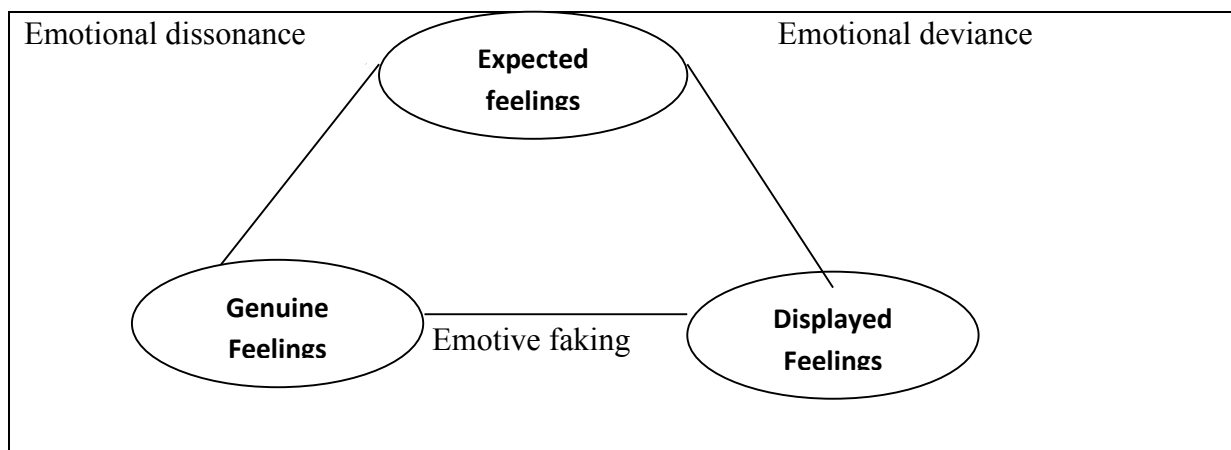 Emotional dissonance
Emotional deviance
Expected
feelings
Genuine
Feelings
Emotive faking
Displayed
Feelings